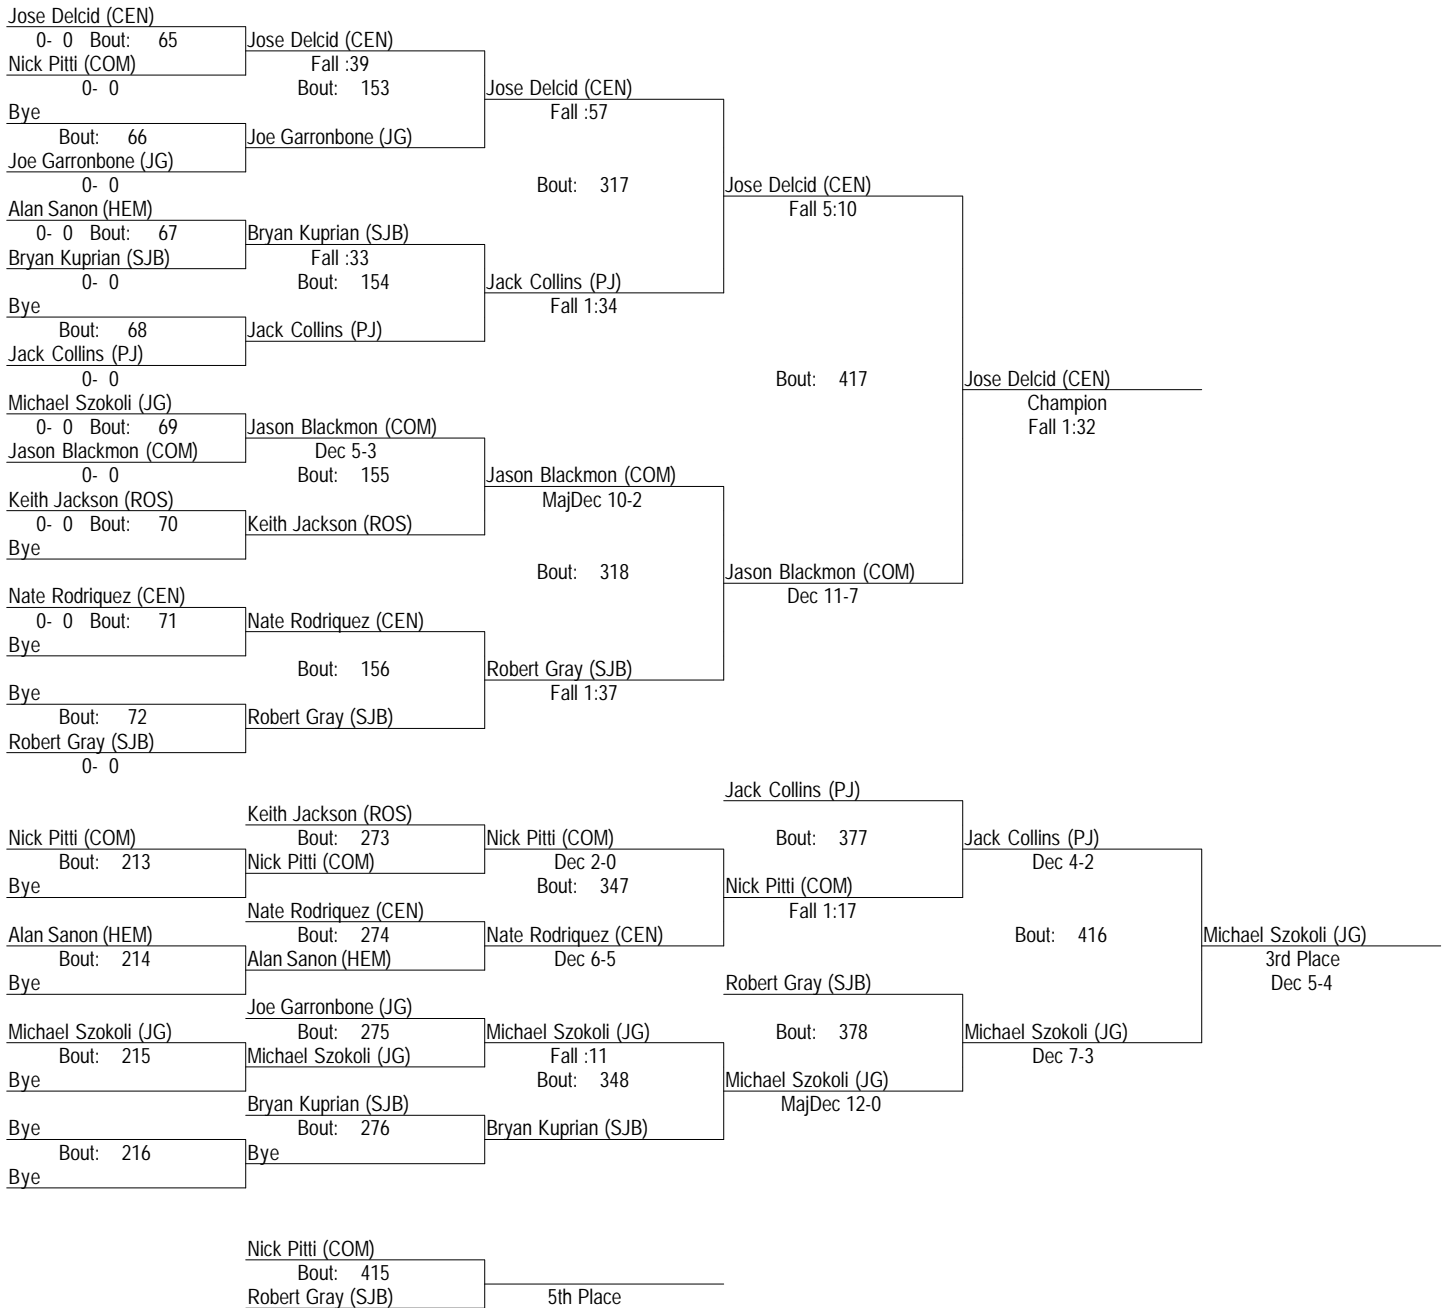 Jose Delcid (CEN)
0- 0 Bout: 65
Jose Delcid (CEN)
Nick Pitti (COM)
Fall :39
0- 0
Bout: 153
Jose Delcid (CEN)
Bye
Fall :57
Bout: 66
Joe Garronbone (JG)
Joe Garronbone (JG)
0- 0
Bout: 317
Jose Delcid (CEN)
Alan Sanon (HEM)
Fall 5:10
0- 0 Bout: 67
Bryan Kuprian (SJB)
Bryan Kuprian (SJB)
Fall :33
0- 0
Bout: 154
Jack Collins (PJ)
Bye
Fall 1:34
Bout: 68
Jack Collins (PJ)
Jack Collins (PJ)
0- 0
Bout: 417
Jose Delcid (CEN)
Michael Szokoli (JG)
Champion
0- 0 Bout: 69
Jason Blackmon (COM)
Fall 1:32
Jason Blackmon (COM)
Dec 5-3
0- 0
Bout: 155
Jason Blackmon (COM)
Keith Jackson (ROS)
MajDec 10-2
0- 0 Bout: 70
Keith Jackson (ROS)
Bye
Bout: 318
Jason Blackmon (COM)
Nate Rodriquez (CEN)
Dec 11-7
0- 0 Bout: 71
Nate Rodriquez (CEN)
Bye
Bout: 156
Robert Gray (SJB)
Bye
Fall 1:37
Bout: 72
Robert Gray (SJB)
Robert Gray (SJB)
0- 0
Jack Collins (PJ)
Keith Jackson (ROS)
Nick Pitti (COM)
Bout: 273
Nick Pitti (COM)
Bout: 377
Jack Collins (PJ)
Bout: 213
Nick Pitti (COM)
Dec 2-0
Dec 4-2
Bye
Bout: 347
Nick Pitti (COM)
Nate Rodriquez (CEN)
Fall 1:17
Alan Sanon (HEM)
Bout: 274
Nate Rodriquez (CEN)
Bout: 416
Michael Szokoli (JG)
Bout: 214
Alan Sanon (HEM)
Dec 6-5
3rd Place
Bye
Robert Gray (SJB)
Dec 5-4
Joe Garronbone (JG)
Michael Szokoli (JG)
Bout: 275
Michael Szokoli (JG)
Bout: 378
Michael Szokoli (JG)
Bout: 215
Michael Szokoli (JG)
Fall :11
Dec 7-3
Bye
Bout: 348
Michael Szokoli (JG)
Bryan Kuprian (SJB)
MajDec 12-0
Bye
Bout: 276
Bryan Kuprian (SJB)
Bout: 216
Bye
Bye
Nick Pitti (COM)
Bout: 415
Robert Gray (SJB)
5th Place